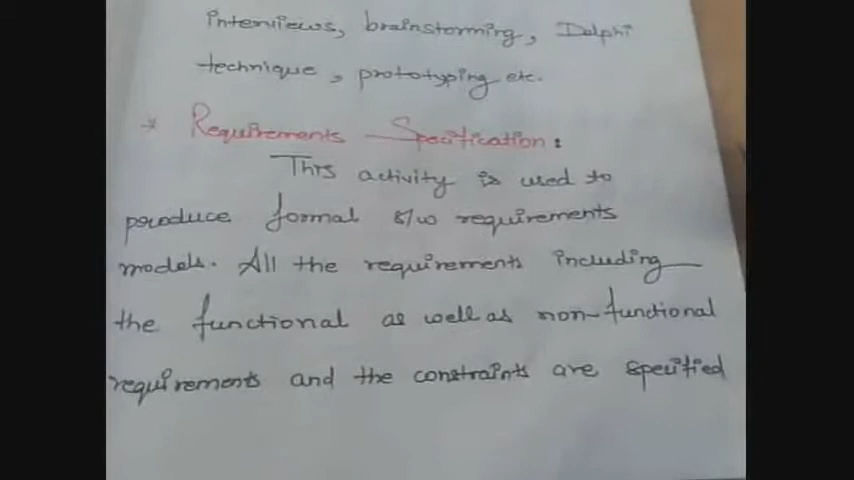 interviews, brainstorming, Delphi
technique, prototyping etc.
* Requirements Specification:
This activity is used to
produce formal s/w requirements
models. All the requirements including
the functional as well as non-functional
requirements and the constraints are specified